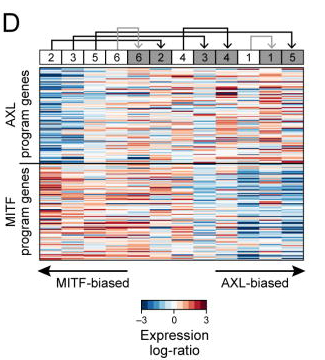 D
2 3 5 6 6 2 4 3 4 1 1 5
AXL
program genes
MITF
program genes
MITF-biased AXL-biased
−3 0 3
Expression
log-ratio